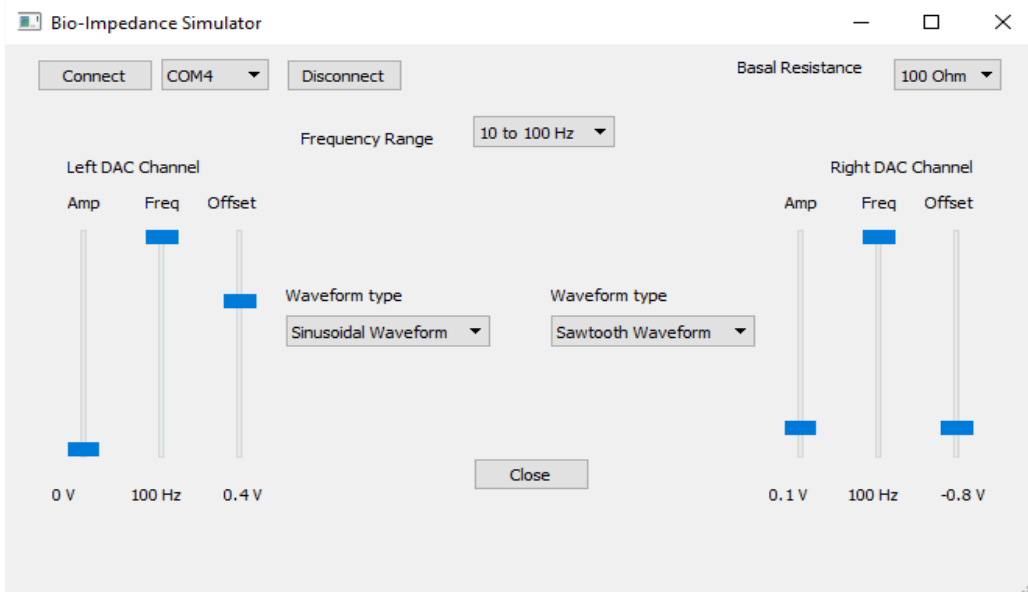 Bio-Impedance Simulator
Connect COM4 Disconnect Basal Resistance 100 Ohm
Frequency Range 10 to 100 Hz
Left DAC Channel Right DAC Channel
Amp Freq Offset Amp Freq Offset
Waveform type Waveform type
Sinusoidal Waveform Sawtooth Waveform
Close
0 V 100 Hz 0.4 V 0.1 V 100 Hz -0.8 V